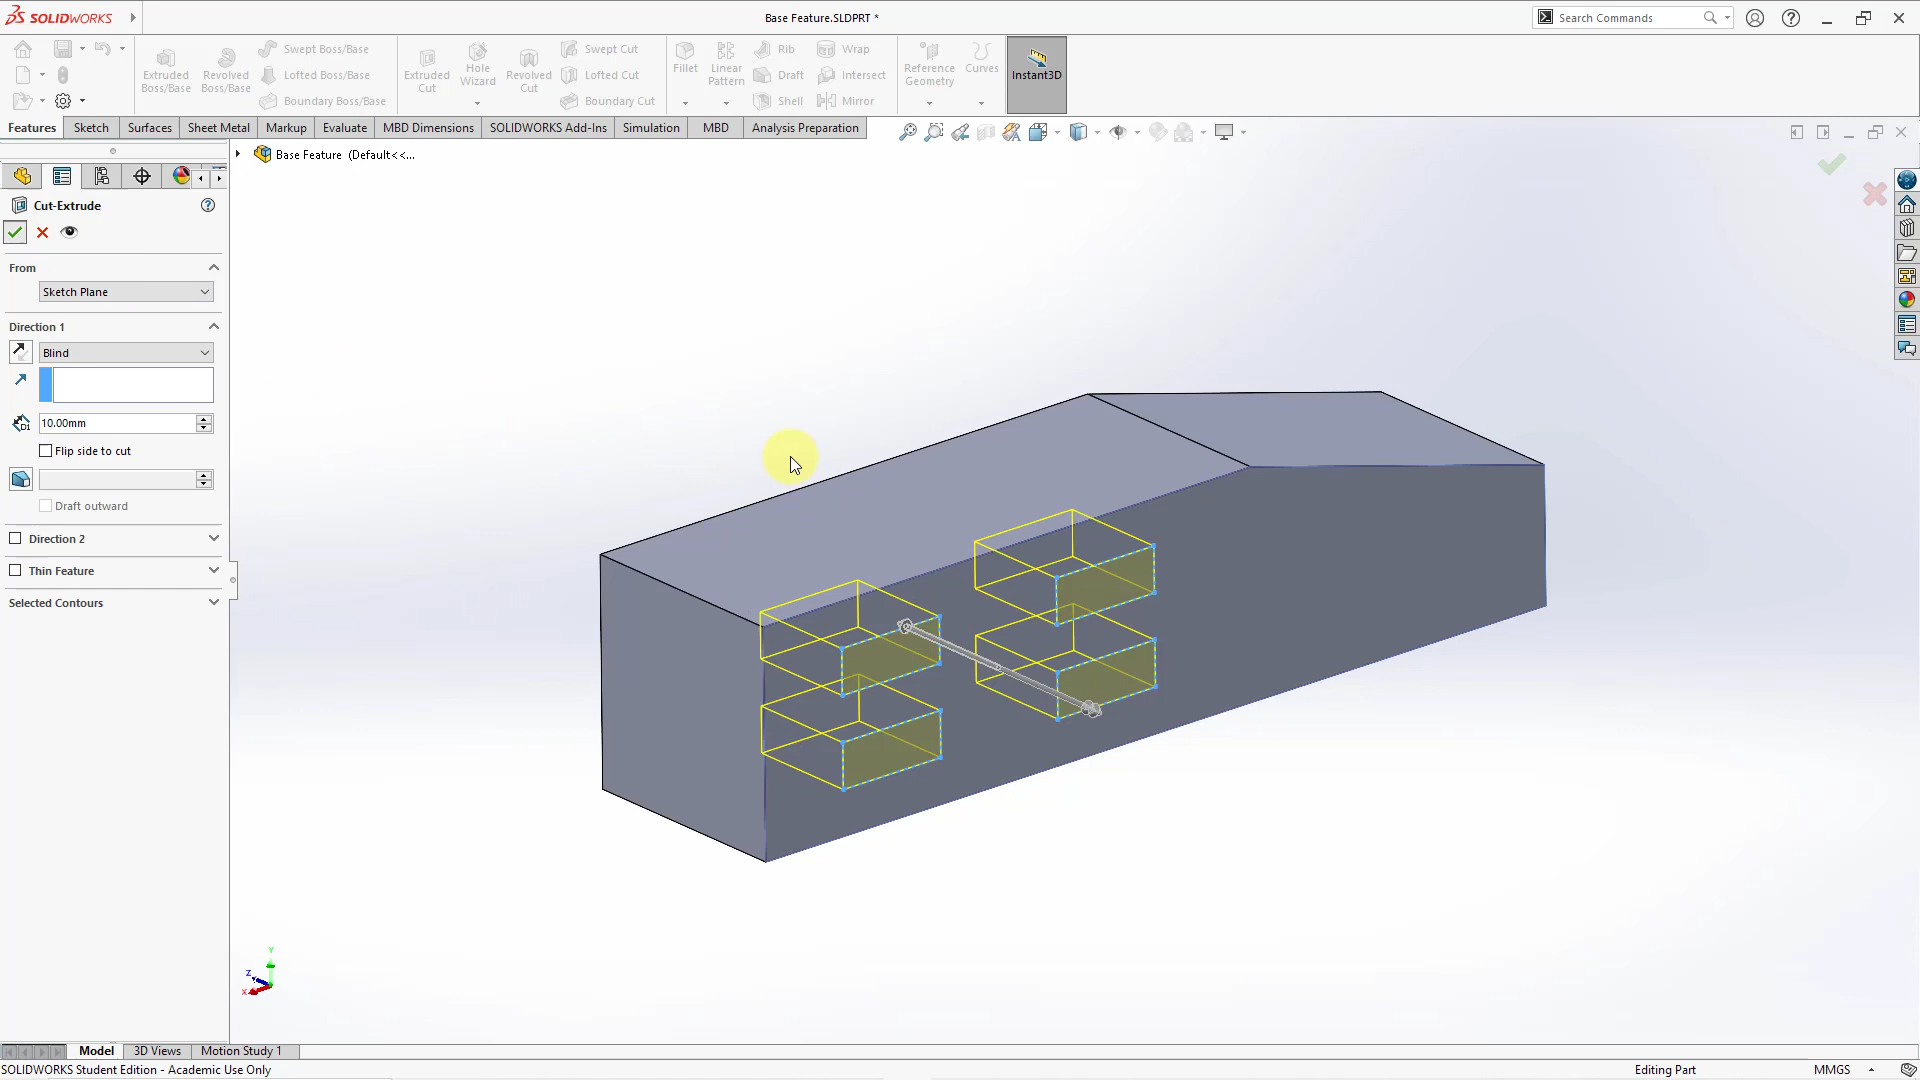 SOLIDWORKS
Base Feature.SLDPRT *
Search Commands
Extruded Boss/Base
Revolved Boss/Base
Swept Boss/Base
Lofted Boss/Base
Boundary Boss/Base
Extruded Cut
Hole Wizard
Revolved Cut
Swept Cut
Lofted Cut
Boundary Cut
Fillet
Linear Pattern
Rib
Draft
Shell
Wrap
Intersect
Mirror
Reference Geometry
Curves
Instant3D
Features
Sketch
Surfaces
Sheet Metal
Markup
Evaluate
MBD Dimensions
SOLIDWORKS Add-Ins
Simulation
MBD
Analysis Preparation
Base Feature (Default<<...
Cut-Extrude
From
Sketch Plane
Direction 1
Blind
D1
10.00mm
Flip side to cut
Draft outward
Direction 2
Thin Feature
Selected Contours
Y
Z
X
Model
3D Views
Motion Study 1
SOLIDWORKS Student Edition - Academic Use Only
Editing Part
MMGS